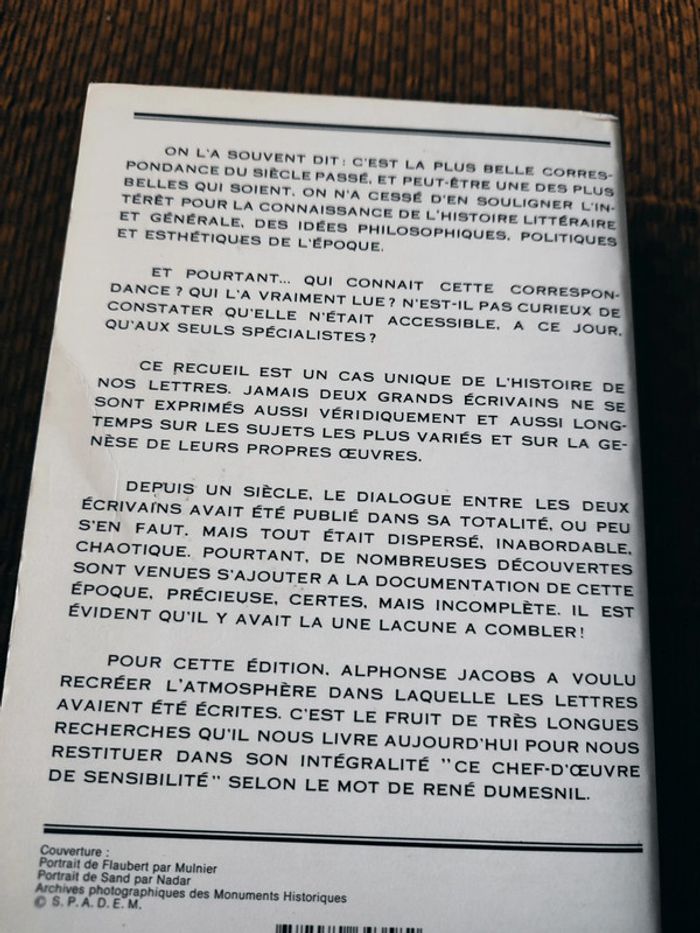 ON L'A SOUVENT DIT : C'EST LA PLUS BELLE CORRES-
PONDANCE DU SIÈCLE PASSÉ, ET PEUT-ÊTRE UNE DES PLUS
BELLES QUI SOIENT. ON N'A CESSÉ D'EN SOULIGNER L'IN-
TÉRÊT POUR LA CONNAISSANCE DE L'HISTOIRE LITTÉRAIRE
ET GÉNÉRALE, DES IDÉES PHILOSOPHIQUES, POLITIQUES
ET ESTHÉTIQUES DE L'ÉPOQUE.
ET POURTANT... QUI CONNAIT CETTE CORRESPON-
DANCE ? QUI L'A VRAIMENT LUE ? N'EST-IL PAS CURIEUX DE
CONSTATER QU'ELLE N'ÉTAIT ACCESSIBLE, A CE JOUR,
QU'AUX SEULS SPÉCIALISTES ?
CE RECUEIL EST UN CAS UNIQUE DE L'HISTOIRE DE
NOS LETTRES. JAMAIS DEUX GRANDS ÉCRIVAINS NE SE
SONT EXPRIMÉS AUSSI VÉRIDIQUEMENT ET AUSSI LONG-
TEMPS SUR LES SUJETS LES PLUS VARIÉS ET SUR LA GE-
NÈSE DE LEURS PROPRES ŒUVRES.
DEPUIS UN SIÈCLE, LE DIALOGUE ENTRE LES DEUX
ÉCRIVAINS AVAIT ÉTÉ PUBLIÉ DANS SA TOTALITÉ, OU PEU
S'EN FAUT. MAIS TOUT ÉTAIT DISPERSÉ, INABORDABLE,
CHAOTIQUE. POURTANT, DE NOMBREUSES DÉCOUVERTES
SONT VENUES S'AJOUTER A LA DOCUMENTATION DE CETTE
ÉPOQUE, PRÉCIEUSE, CERTES, MAIS INCOMPLÈTE. IL EST
ÉVIDENT QU'IL Y AVAIT LA UNE LACUNE A COMBLER !
POUR CETTE ÉDITION, ALPHONSE JACOBS A VOULU
RECRÉER L'ATMOSPHÈRE DANS LAQUELLE LES LETTRES
AVAIENT ÉTÉ ÉCRITES. C'EST LE FRUIT DE TRÈS LONGUES
RECHERCHES QU'IL NOUS LIVRE AUJOURD'HUI POUR NOUS
RESTITUER DANS SON INTÉGRALITÉ "CE CHEF-D'ŒUVRE
DE SENSIBILITÉ" SELON LE MOT DE RENÉ DUMESNIL.
Couverture :
Portrait de Flaubert par Mulnier
Portrait de Sand par Nadar
Archives photographiques des Monuments Historiques
© S.P.A.D.E.M.